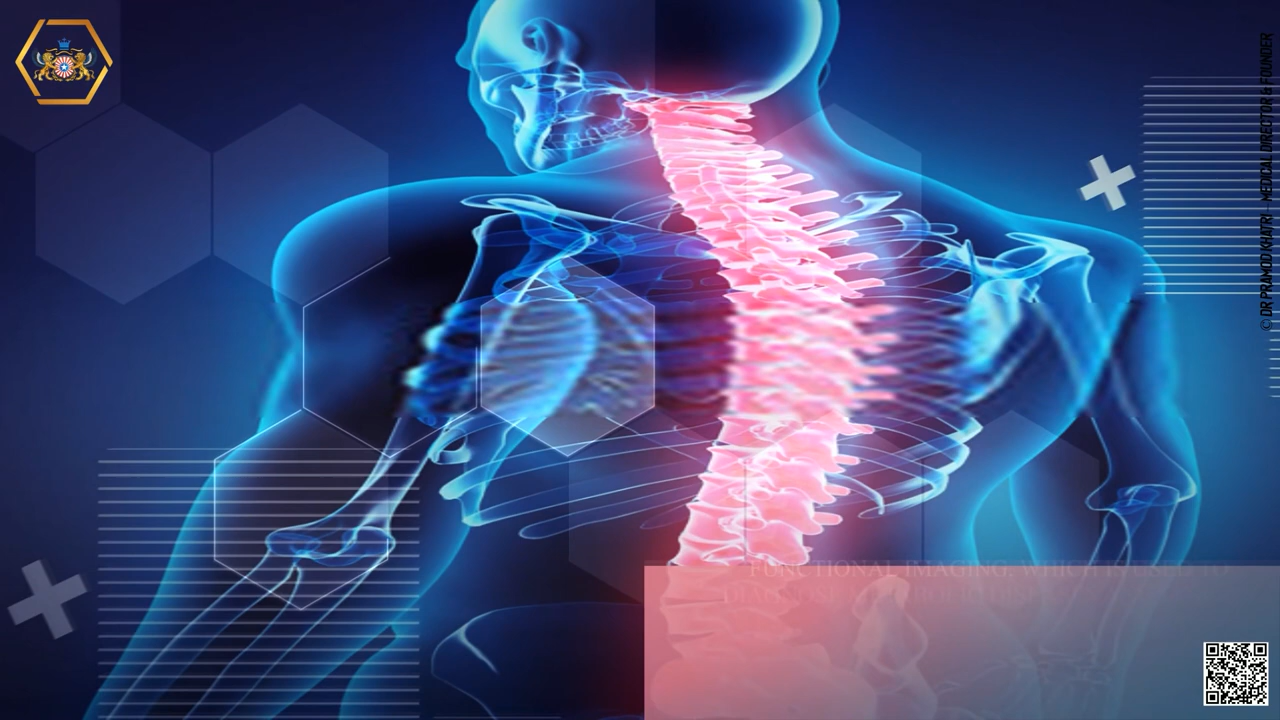 © DR PRAMOD KHATRI - MEDICAL DIRECTOR & FOUNDER
FUNCTIONAL IMAGING, WHICH IS USED TO